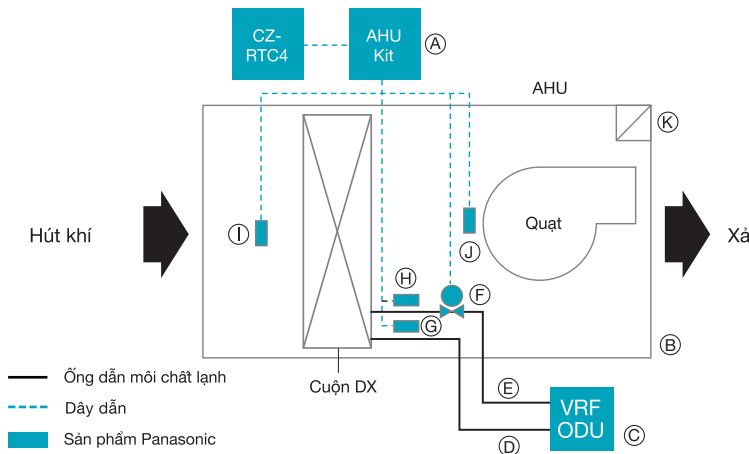 CZ-
RTC4
AHU
Kit
A
AHU
K
Hút khí
I
J
Quạt
Xả
H
F
G
B
Ống dẫn môi chất lạnh
Cuộn DX
E
Dây dẫn
VRF
ODU
C
Sản phẩm Panasonic
D